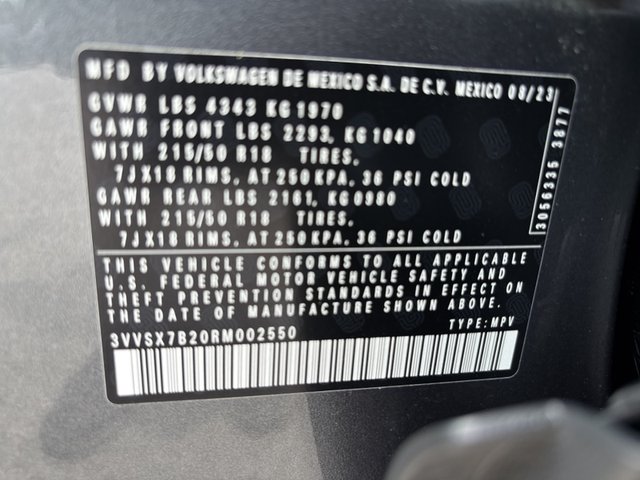 MFD BY VOLKSWAGEN DE MEXICO S.A. DE C.V. MEXICO 08/23
GVWR LBS 4343 KG 1970
GAWR FRONT LBS 2293, KG 1040
WITH 215/50 R18 TIRES,
7JX18 RIMS, AT 250 KPA, 36 PSI COLD
GAWR REAR LBS 2161, KG 0980
WITH 215/50 R18 TIRES,
7JX18 RIMS, AT 250 KPA, 36 PSI COLD
3056335 3877
THIS VEHICLE CONFORMS TO ALL APPLICABLE
U.S. FEDERAL MOTOR VEHICLE SAFETY AND
THEFT PREVENTION STANDARDS IN EFFECT ON
THE DATE OF MANUFACTURE SHOWN ABOVE.
3VVSX7B20RM002550 TYPE: MPV